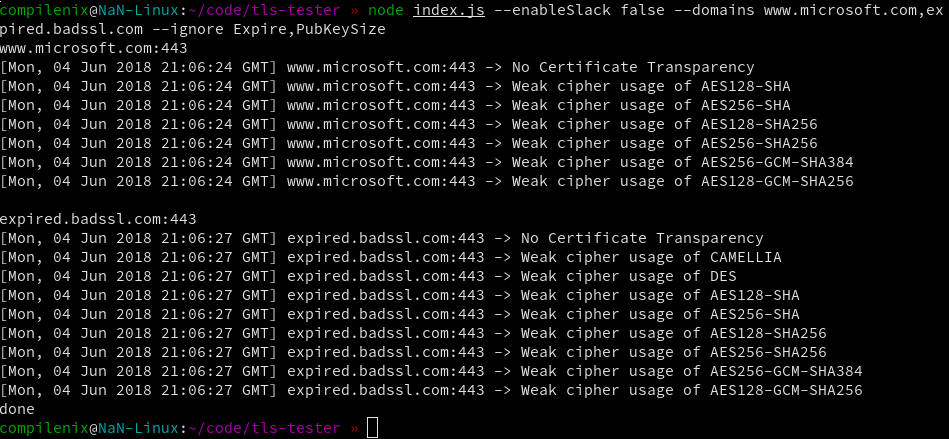 compilenix@NaN-Linux:~/code/tls-tester » node index.js --enableSlack false --domains www.microsoft.com,ex
pired.badssl.com --ignore Expire,PubKeySize
www.microsoft.com:443
[Mon, 04 Jun 2018 21:06:24 GMT] www.microsoft.com:443 -> No Certificate Transparency
[Mon, 04 Jun 2018 21:06:24 GMT] www.microsoft.com:443 -> Weak cipher usage of AES128-SHA
[Mon, 04 Jun 2018 21:06:24 GMT] www.microsoft.com:443 -> Weak cipher usage of AES256-SHA
[Mon, 04 Jun 2018 21:06:24 GMT] www.microsoft.com:443 -> Weak cipher usage of AES128-SHA256
[Mon, 04 Jun 2018 21:06:24 GMT] www.microsoft.com:443 -> Weak cipher usage of AES256-SHA256
[Mon, 04 Jun 2018 21:06:24 GMT] www.microsoft.com:443 -> Weak cipher usage of AES256-GCM-SHA384
[Mon, 04 Jun 2018 21:06:24 GMT] www.microsoft.com:443 -> Weak cipher usage of AES128-GCM-SHA256

expired.badssl.com:443
[Mon, 04 Jun 2018 21:06:27 GMT] expired.badssl.com:443 -> No Certificate Transparency
[Mon, 04 Jun 2018 21:06:27 GMT] expired.badssl.com:443 -> Weak cipher usage of CAMELLIA
[Mon, 04 Jun 2018 21:06:27 GMT] expired.badssl.com:443 -> Weak cipher usage of DES
[Mon, 04 Jun 2018 21:06:27 GMT] expired.badssl.com:443 -> Weak cipher usage of AES128-SHA
[Mon, 04 Jun 2018 21:06:27 GMT] expired.badssl.com:443 -> Weak cipher usage of AES256-SHA
[Mon, 04 Jun 2018 21:06:27 GMT] expired.badssl.com:443 -> Weak cipher usage of AES128-SHA256
[Mon, 04 Jun 2018 21:06:27 GMT] expired.badssl.com:443 -> Weak cipher usage of AES256-SHA256
[Mon, 04 Jun 2018 21:06:27 GMT] expired.badssl.com:443 -> Weak cipher usage of AES256-GCM-SHA384
[Mon, 04 Jun 2018 21:06:27 GMT] expired.badssl.com:443 -> Weak cipher usage of AES128-GCM-SHA256
done
compilenix@NaN-Linux:~/code/tls-tester »